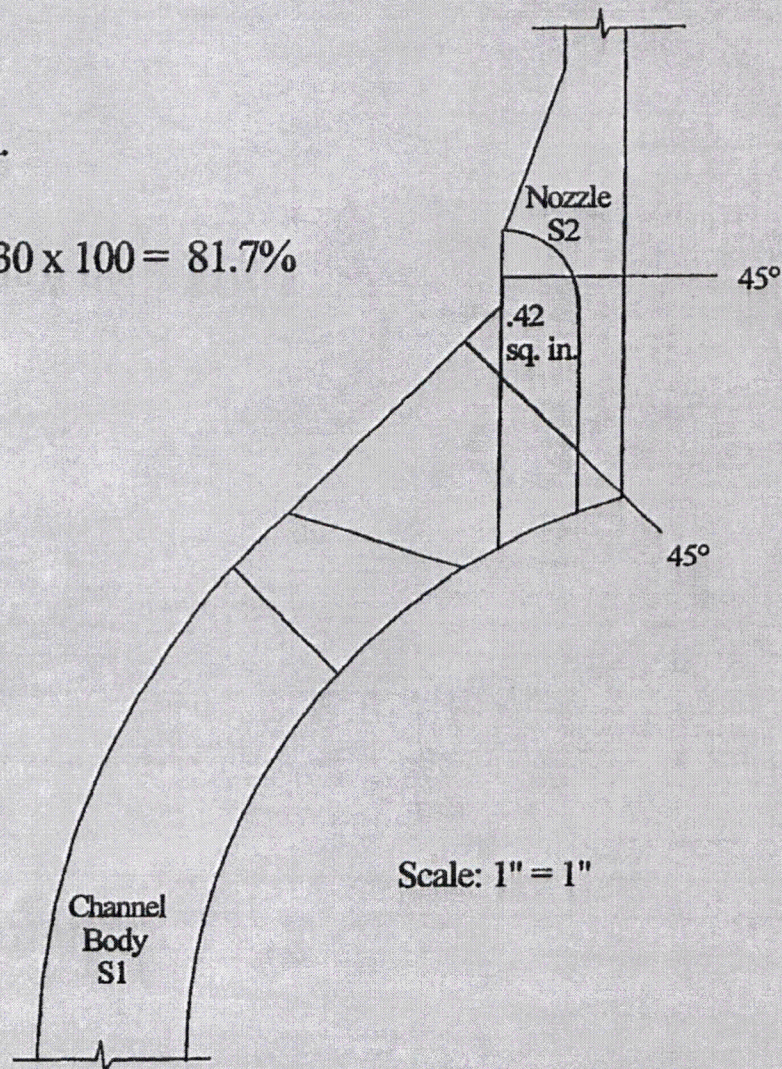 Nozzle
S2
30 x 100 = 81.7%
45°
.42
sq. in.
45°
Scale: 1" = 1"
Channel
Body
S1